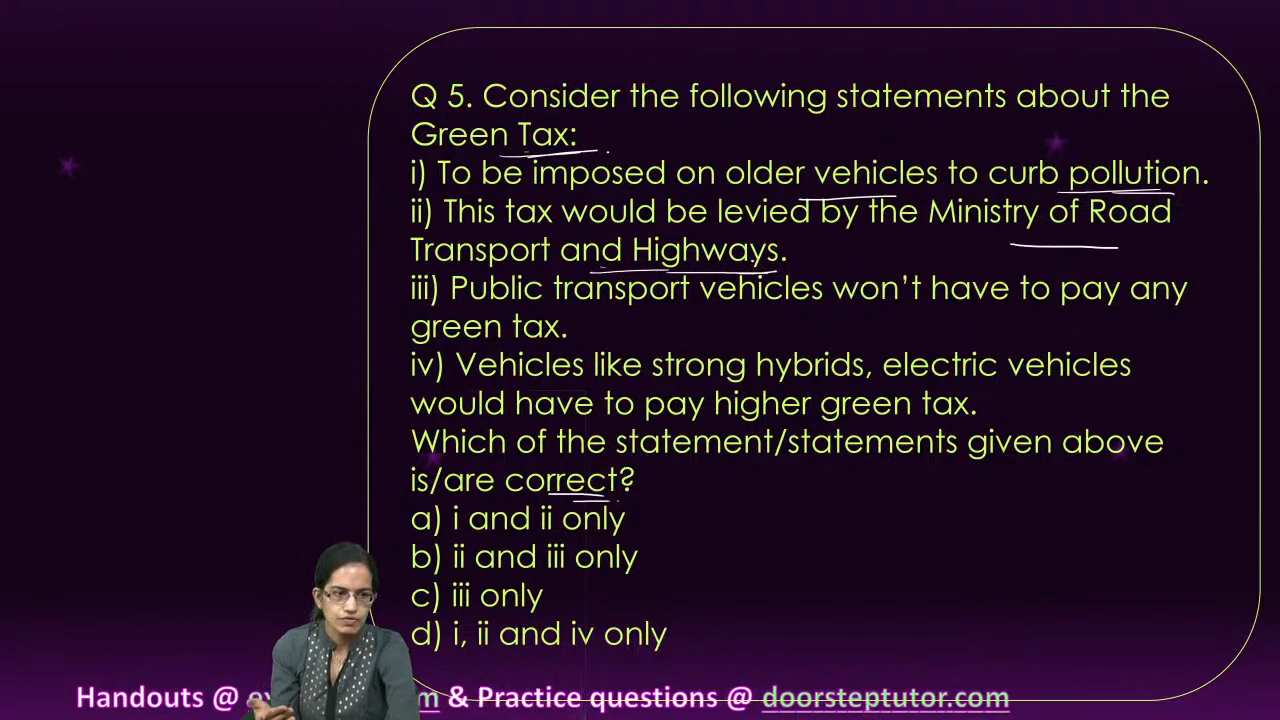 Q 5. Consider the following statements about the
Green Tax:
i) To be imposed on older vehicles to curb pollution.
ii) This tax would be levied by the Ministry of Road
Transport and Highways.
iii) Public transport vehicles won't have to pay any
green tax.
iv) Vehicles like strong hybrids, electric vehicles
would have to pay higher green tax.
Which of the statement/statements given above
is/are correct?
a) i and ii only
b) ii and iii only
c) iii only
d) i, ii and iv only
Handouts @ & Practice questions @ doorsteptutor.com